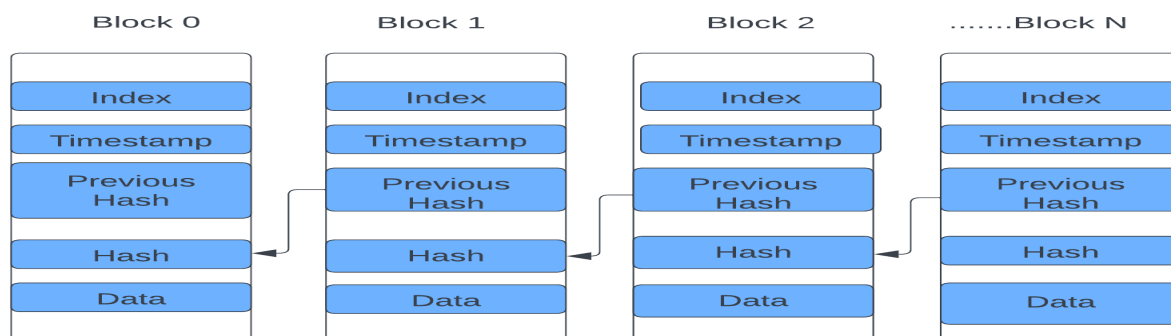 Block 0
Block 1
Block 2
.......Block N
Index
Timestamp
Previous
Hash
Hash
Data
Index
Timestamp
Previous
Hash
Hash
Data
Index
Timestamp
Previous
Hash
Hash
Data
Index
Timestamp
Previous
Hash
Hash
Data